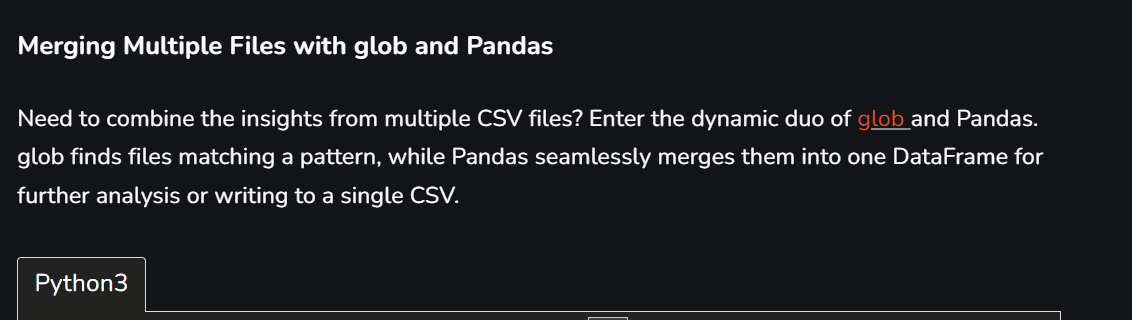 Merging Multiple Files with glob and Pandas
Need to combine the insights from multiple CSV files? Enter the dynamic duo of glob and Pandas.
glob finds files matching a pattern, while Pandas seamlessly merges them into one DataFrame for
further analysis or writing to a single CSV.
Python3